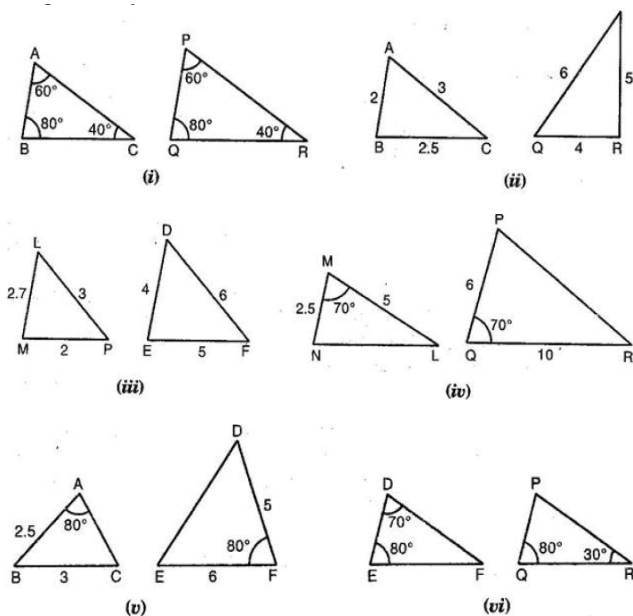 A 60° 80° 40° B C
P 60° 80° 40° Q R
(i)
A 2 3 B 2.5 C
6 5 Q 4 R
(ii)
L 2.7 3 M 2 P
D 4 6 E 5 F
(iii)
M 2.5 70° 5 N L
P 6 70° Q 10 R
(iv)
A 2.5 80° B 3 C
D 5 80° E 6 F
(v)
D 70° 80° E F
P 80° 30° Q R
(vi)